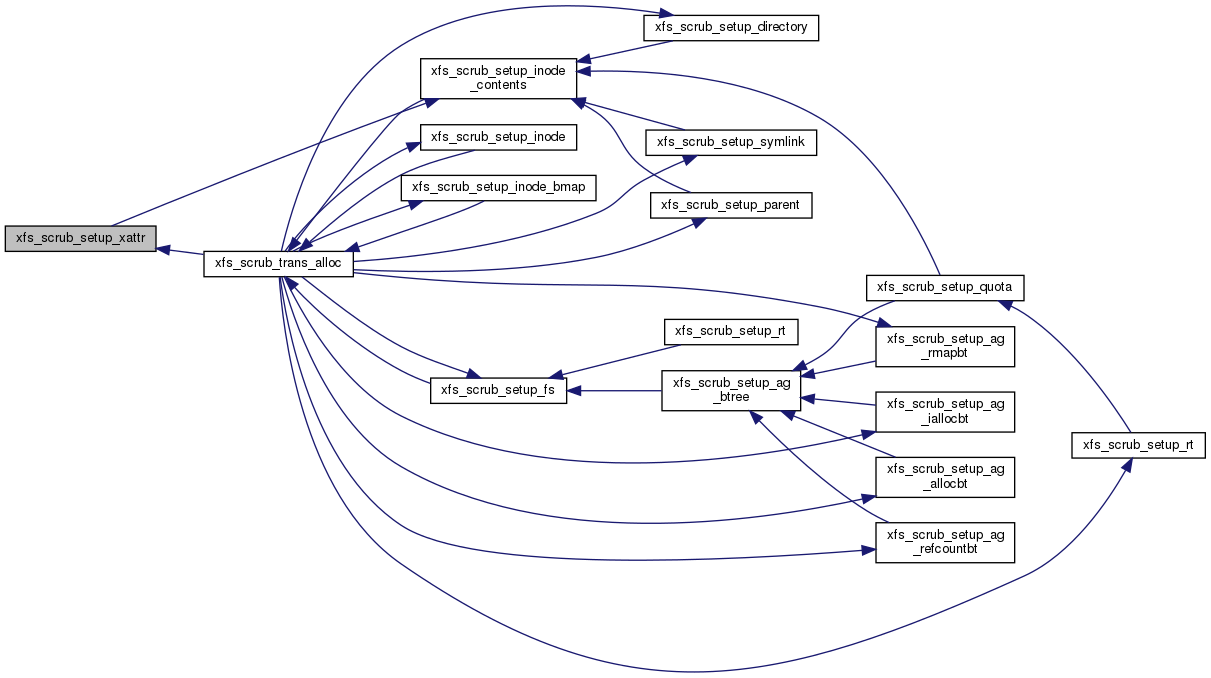 xfs_scrub_setup_directory
xfs_scrub_setup_inode
_contents
xfs_scrub_setup_inode
xfs_scrub_setup_symlink
xfs_scrub_setup_inode_bmap
xfs_scrub_setup_parent
xfs_scrub_setup_xattr
xfs_scrub_trans_alloc
xfs_scrub_setup_quota
xfs_scrub_setup_rt
xfs_scrub_setup_ag
_rmapbt
xfs_scrub_setup_fs
xfs_scrub_setup_ag
_btree
xfs_scrub_setup_ag
_iallocbt
xfs_scrub_setup_rt
xfs_scrub_setup_ag
_allocbt
xfs_scrub_setup_ag
_refcountbt